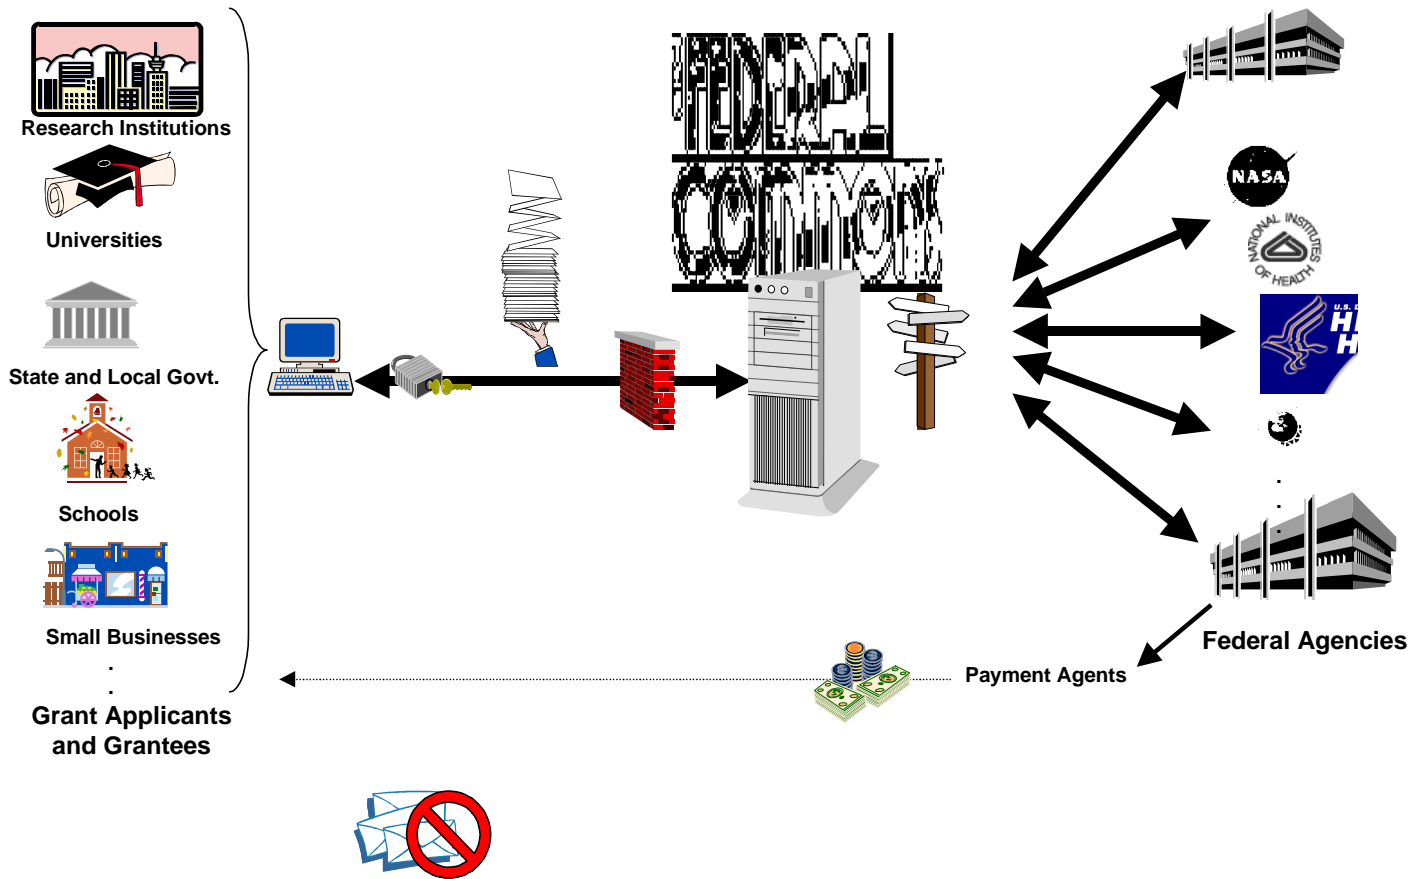 FEDERAL
COMMONS
Research Institutions
Universities
State and Local Govt.
Schools
Small Businesses
.
.
Grant Applicants
and Grantees
NASA
NATIONAL INSTITUTES
OF HEALTH
U.S. D
H
H
.
.
.
Federal Agencies
Payment Agents